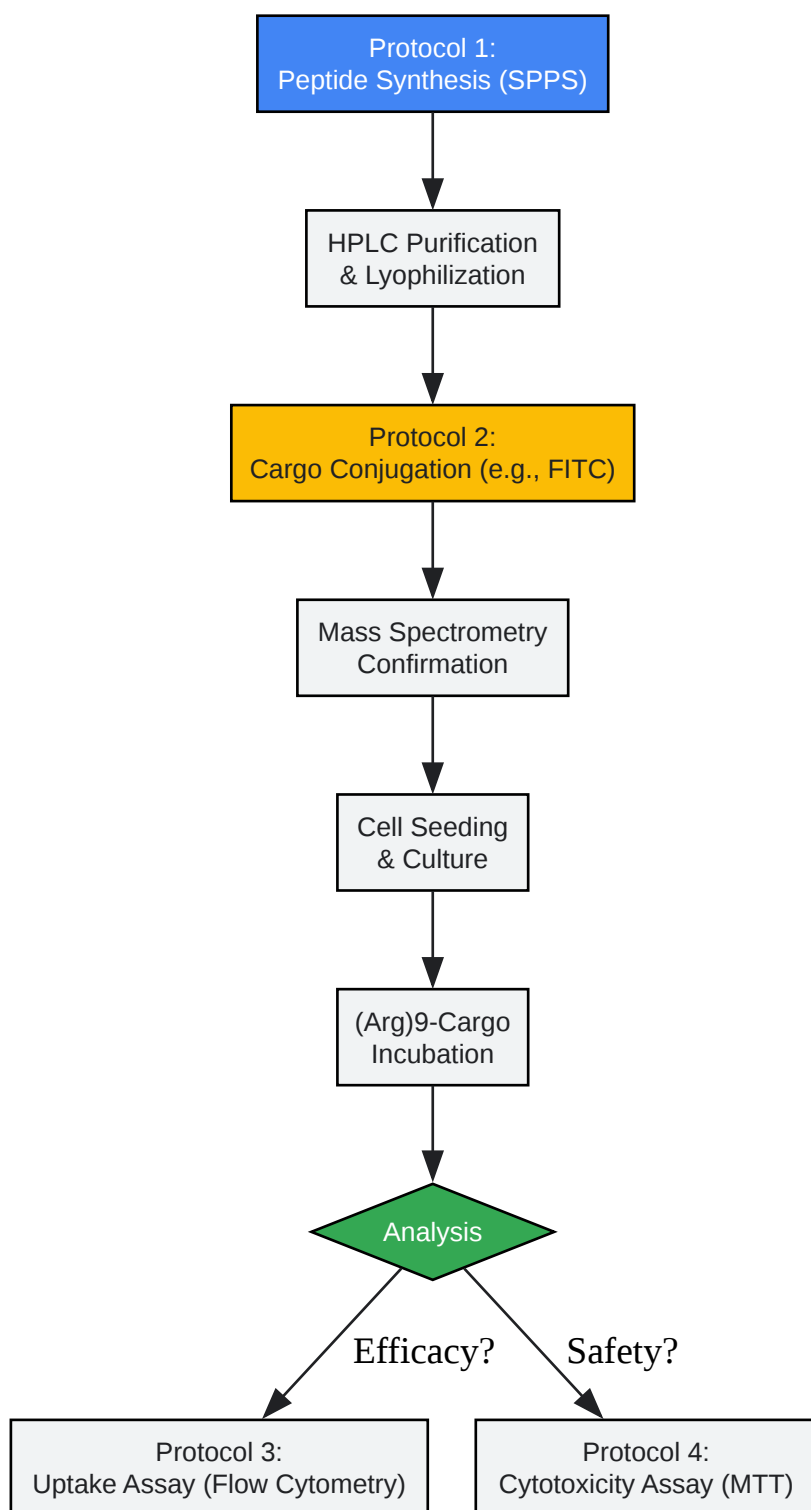 Protocol 1:
Peptide Synthesis (SPPS)
HPLC Purification
& Lyophilization
Protocol 2:
Cargo Conjugation (e.g., FITC)
Mass Spectrometry
Confirmation
Cell Seeding
& Culture
(Arg)9-Cargo
Incubation
Analysis
Efficacy?
Safety?
Protocol 3:
Uptake Assay (Flow Cytometry)
Protocol 4:
Cytotoxicity Assay (MTT)